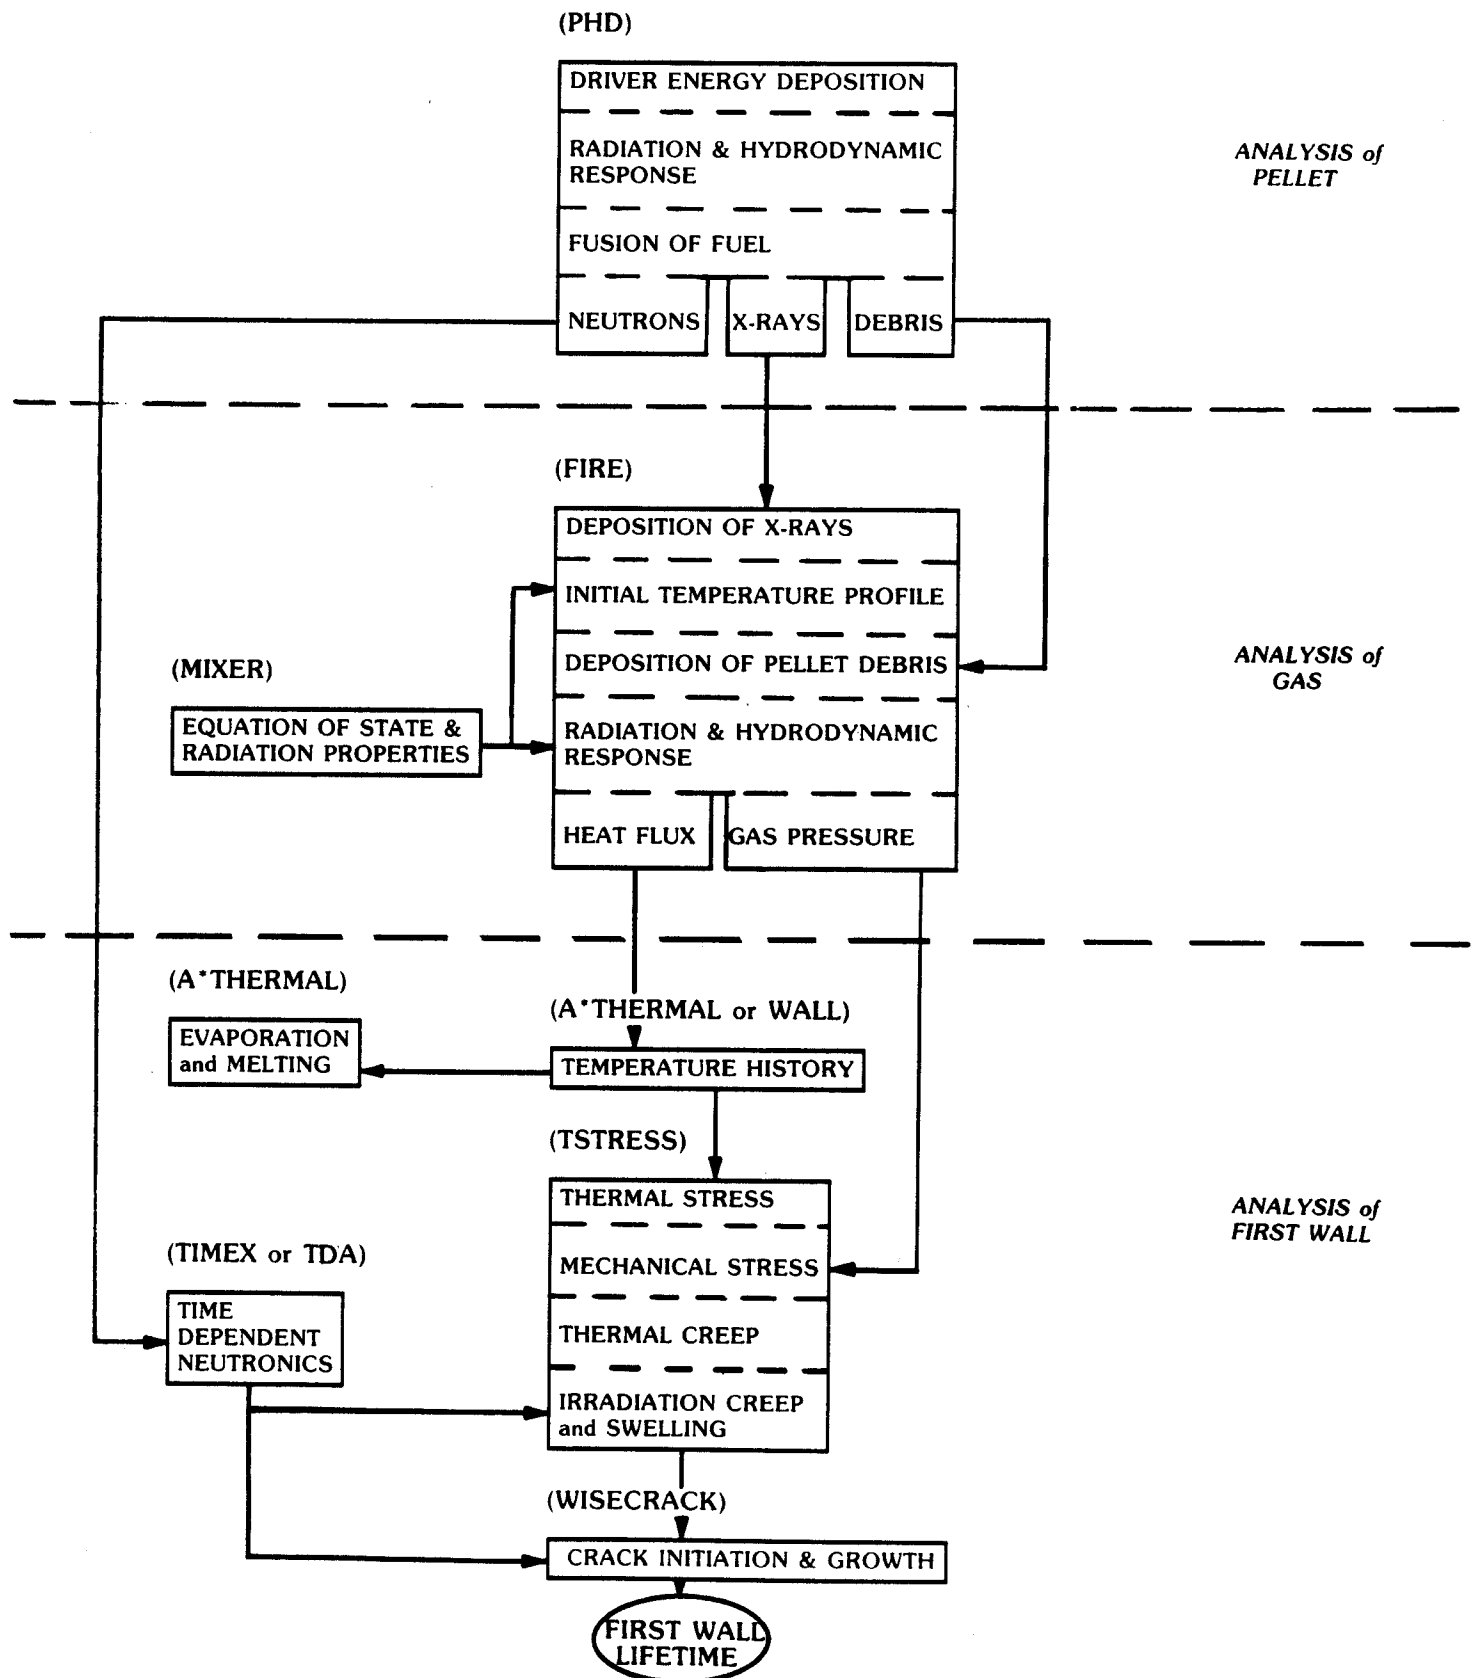 (PHD)
DRIVER ENERGY DEPOSITION
RADIATION & HYDRODYNAMIC
RESPONSE
FUSION OF FUEL
NEUTRONS
X-RAYS
DEBRIS
ANALYSIS of
PELLET
(FIRE)
DEPOSITION OF X-RAYS
INITIAL TEMPERATURE PROFILE
DEPOSITION OF PELLET DEBRIS
RADIATION & HYDRODYNAMIC
RESPONSE
HEAT FLUX
GAS PRESSURE
(MIXER)
EQUATION OF STATE &
RADIATION PROPERTIES
ANALYSIS of
GAS
(A*THERMAL)
EVAPORATION
and MELTING
(A*THERMAL or WALL)
TEMPERATURE HISTORY
(TSTRESS)
THERMAL STRESS
MECHANICAL STRESS
THERMAL CREEP
IRRADIATION CREEP
and SWELLING
ANALYSIS of
FIRST WALL
(TIMEX or TDA)
TIME
DEPENDENT
NEUTRONICS
(WISECRACK)
CRACK INITIATION & GROWTH
FIRST WALL
LIFETIME